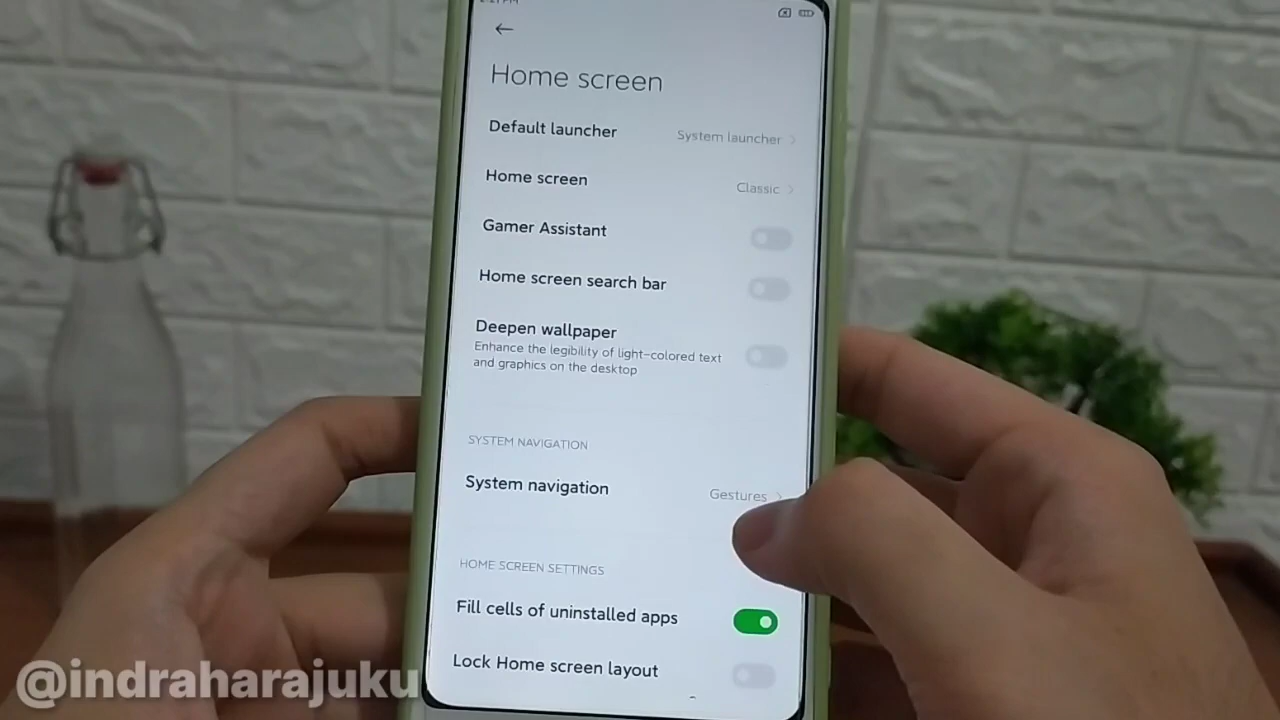 Home screen
Default launcher System launcher
Home screen Classic
Gamer Assistant
Home screen search bar
Deepen wallpaper
Enhance the legibility of light-colored text
and graphics on the desktop
SYSTEM NAVIGATION
System navigation Gestures
HOME SCREEN SETTINGS
Fill cells of uninstalled apps
Lock Home screen layout
@indraharajuku